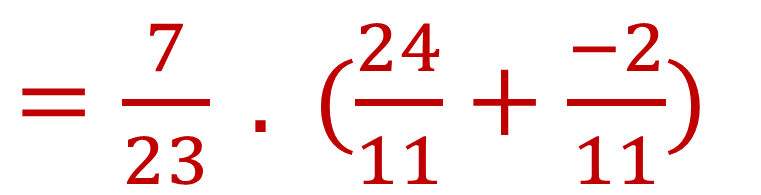 = 7/23 . (24/11 + −2/11)